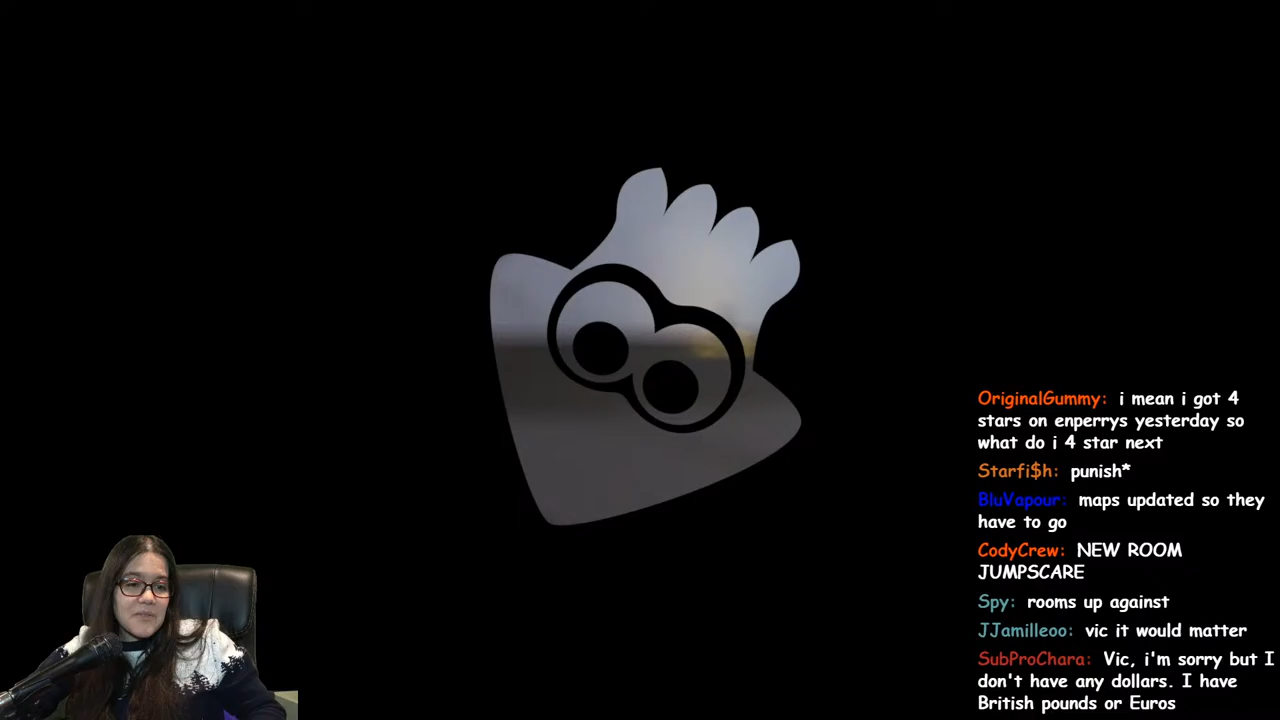 OriginalGummy: i mean i got 4
stars on enperrys yesterday so
what do i 4 star next
Starfi$h: punish*
BluVapour: maps updated so they
have to go
CodyCrew: NEW ROOM
JUMPSCARE
Spy: rooms up against
JJamilleoo: vic it would matter
SubProChara: Vic, i'm sorry but I
don't have any dollars. I have
British pounds or Euros